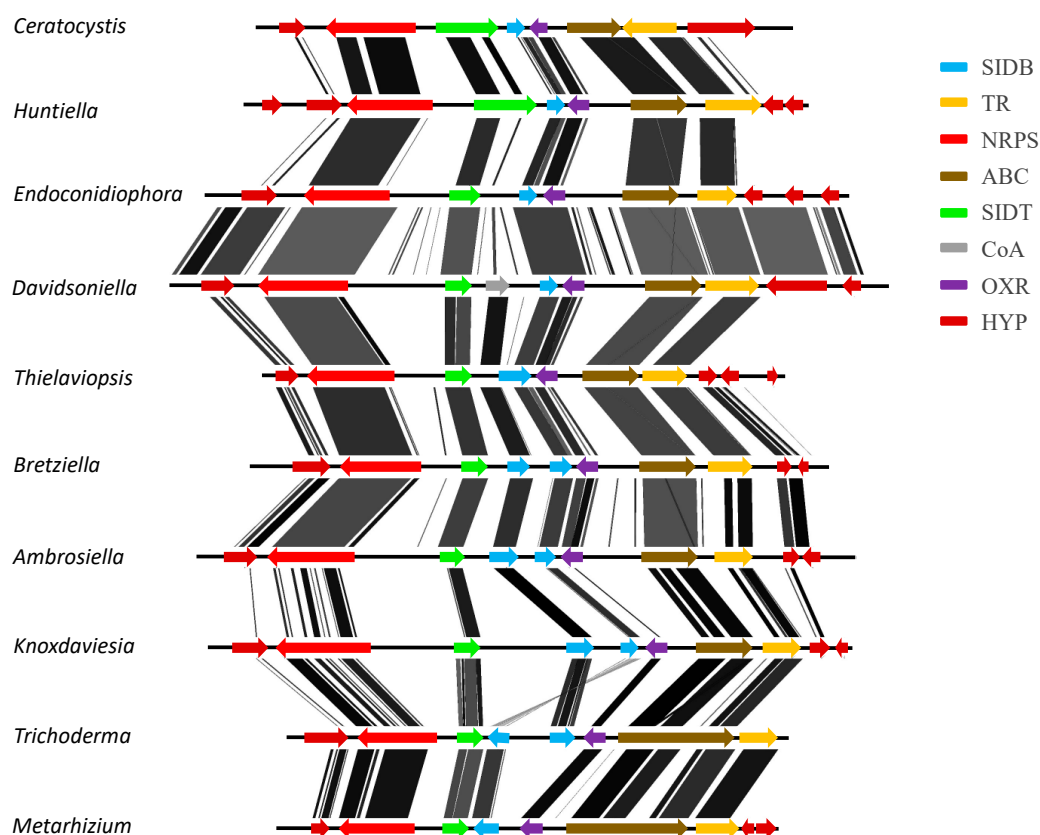 Ceratocystis
Huntiella
Endoconidiophora
Davidsoniella
Thielaviopsis
Bretziella
Ambrosiella
Knoxdaviesia
Trichoderma
Metarhizium
SIDB
TR
NRPS
ABC
SIDT
CoA
OXR
HYP